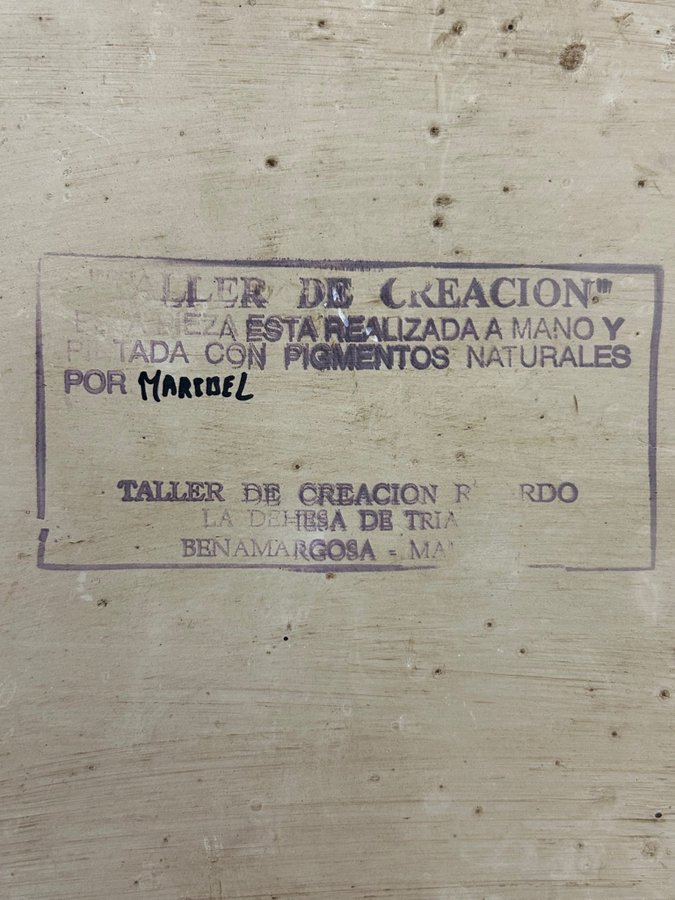 TALLER DE CREACION"
PIEZA ESTA REALIZADA A MANO Y
PINTADA CON PIGMENTOS NATURALES
POR MARIBEL
TALLER DE CREACION
LA DEHESA DE
BENAMARGOSA -